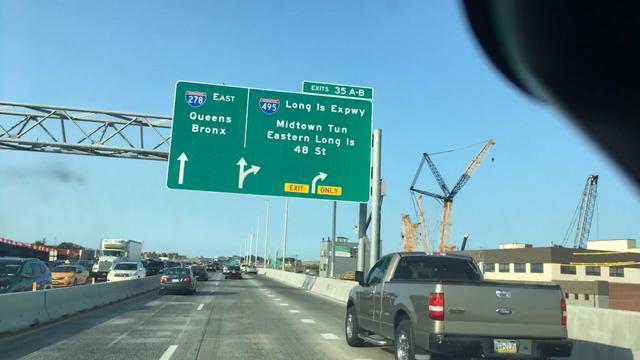 EXITS 35 A-B
278 EAST
Queens
Bronx
495 Long Is Expwy
Midtown Tun
Eastern Long Is
48 St
EXIT ONLY